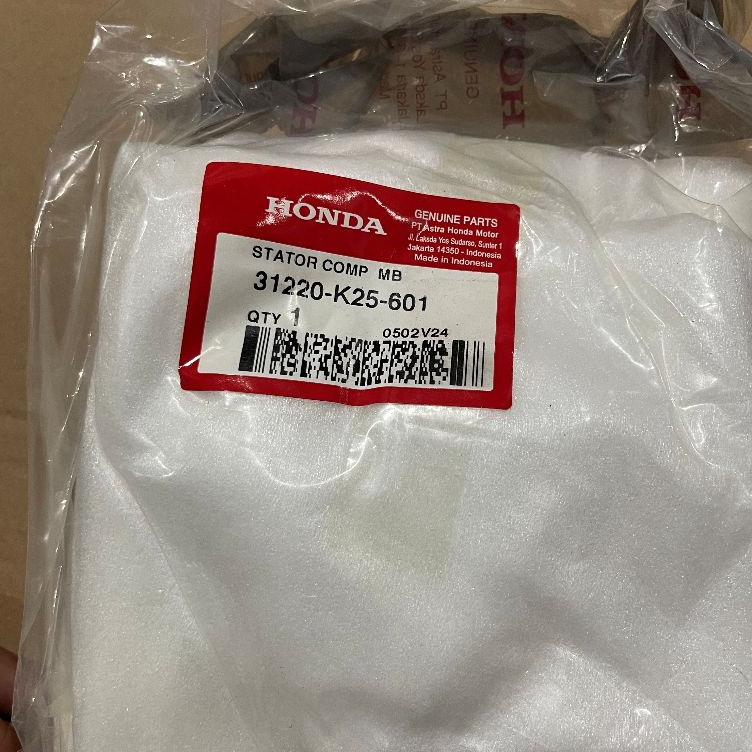 HONDA
GENUINE PARTS
PT Astra Honda Motor
Jl. Laksda Yos Sudarso, Sunter 1
Jakarta 14350 - Indonesia
Made in Indonesia
STATOR COMP MB
31220-K25-601
QTY 1
0502V24